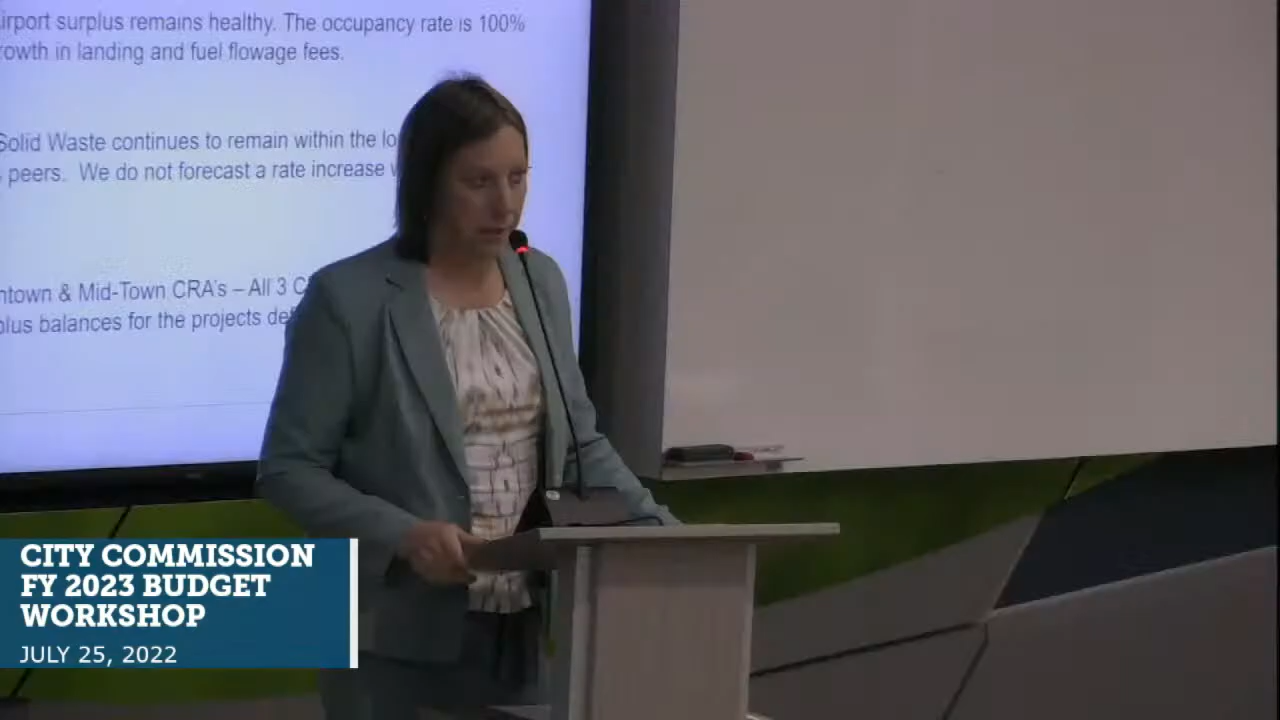 irport surplus remains healthy. The occupancy rate is 100%
rowth in landing and fuel flowage fees.
Solid Waste continues to remain within the lo
peers. We do not forecast a rate increase
ntown & Mid-Town CRA's – All 3 C
plus balances for the projects def
CITY COMMISSION
FY 2023 BUDGET
WORKSHOP
JULY 25, 2022